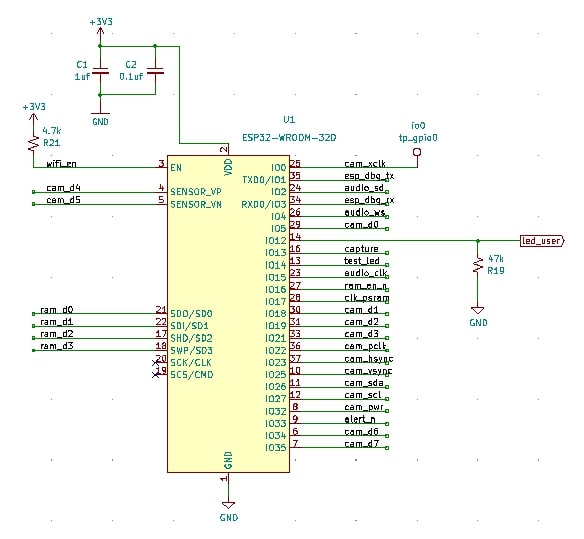 +3V3
C1
1uf
C2
0.1uf
GND
+3V3
4.7k
R21
U1
ESP32-WROOM-32D
io0
tp_gpio0
2
VDD
wifi_en 3 EN
cam_d4 4 SENSOR_VP
cam_d5 5 SENSOR_VN
ram_d0 21 SDO/SD0
ram_d1 22 SDI/SD1
ram_d2 17 SHD/SD2
ram_d3 18 SWP/SD3
20 SCK/CLK
19 SCS/CMD
IO0 25 cam_xclk
TXD0/IO1 35 esp_dbg_tx
IO2 24 audio_sd
RXD0/IO3 34 esp_dbg_rx
IO4 26 audio_ws
IO5 29 cam_d0
IO12 14
led_user
IO13 16 capture
IO14 13 test_led
IO15 23 audio_clk
IO16 27 ram_en_n
IO17 28 clk_psram
IO18 30 cam_d1
IO19 31 cam_d2
IO21 33 cam_d3
IO22 36 cam_pclk
IO23 37 cam_hsync
IO25 10 cam_vsync
IO26 11 cam_sda
IO27 12 cam_scl
IO32 8 cam_pwr
IO33 9 alert_n
IO34 6 cam_d6
IO35 7 cam_d7
47k
R19
GND
GND
1
GND